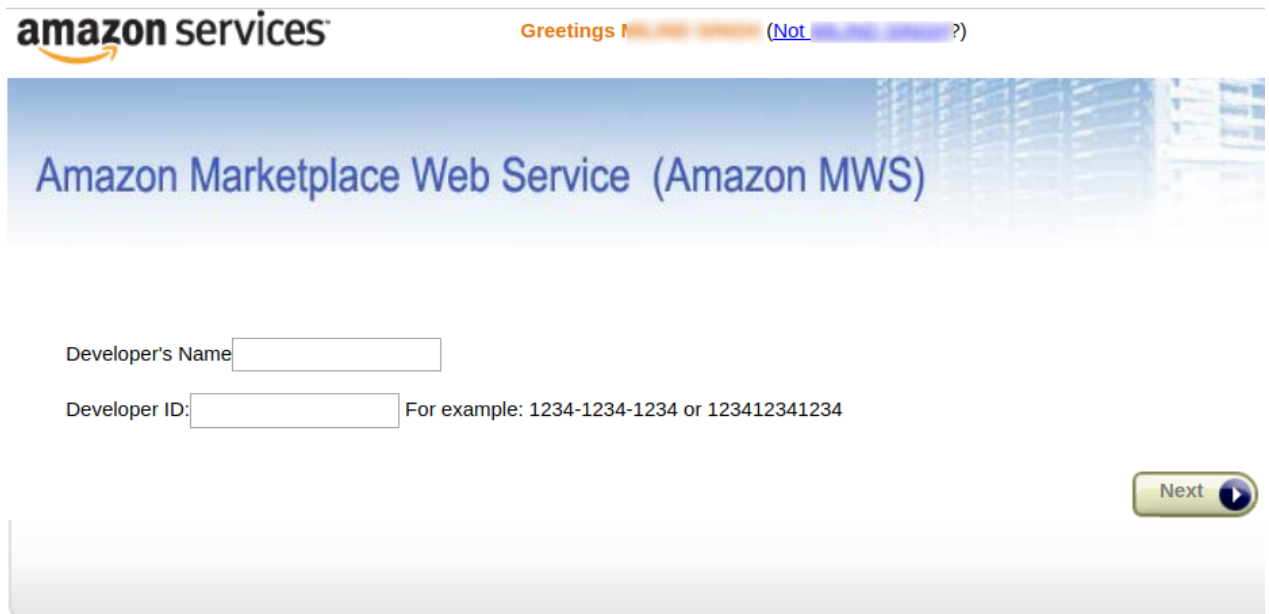 amazon services
Greetings (Not ?)
Amazon Marketplace Web Service (Amazon MWS)
Developer's Name
Developer ID: For example: 1234-1234-1234 or 123412341234
Next